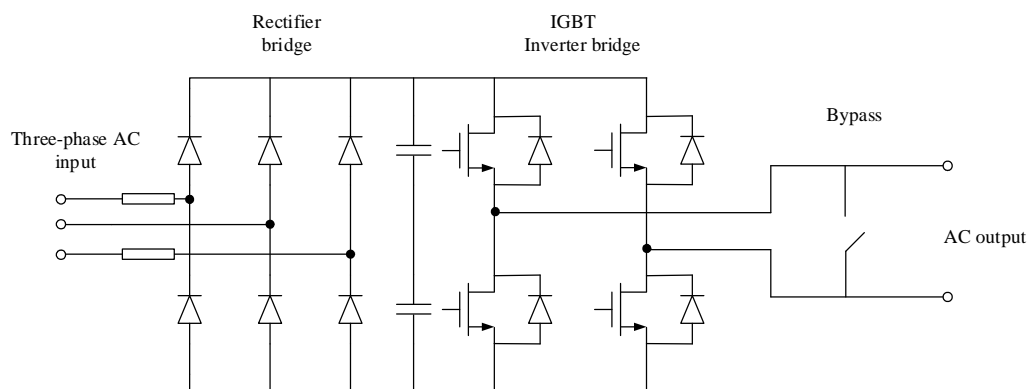 Rectifier
bridge
IGBT
Inverter bridge
Bypass
Three-phase AC
input
AC output